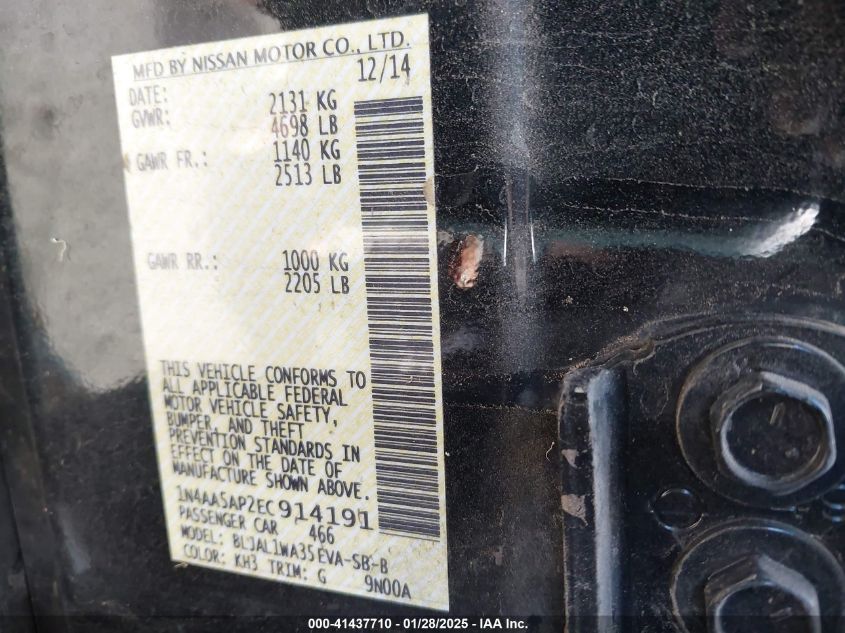 MFD BY NISSAN MOTOR CO., LTD.
DATE: 12/14
GVWR: 2131 KG
4698 LB
GAWR FR.: 1140 KG
2513 LB
GAWR RR.: 1000 KG
2205 LB
THIS VEHICLE CONFORMS TO
ALL APPLICABLE FEDERAL
MOTOR VEHICLE SAFETY,
BUMPER, AND THEFT
PREVENTION STANDARDS IN
EFFECT ON THE DATE OF
MANUFACTURE SHOWN ABOVE.
1N4AA5AP2EC914191
PASSENGER CAR 466
MODEL: BLJALIWA35EVA-SB-B
COLOR: KH3 TRIM: G 9N00A
000-41437710 - 01/28/2025 - IAA Inc.